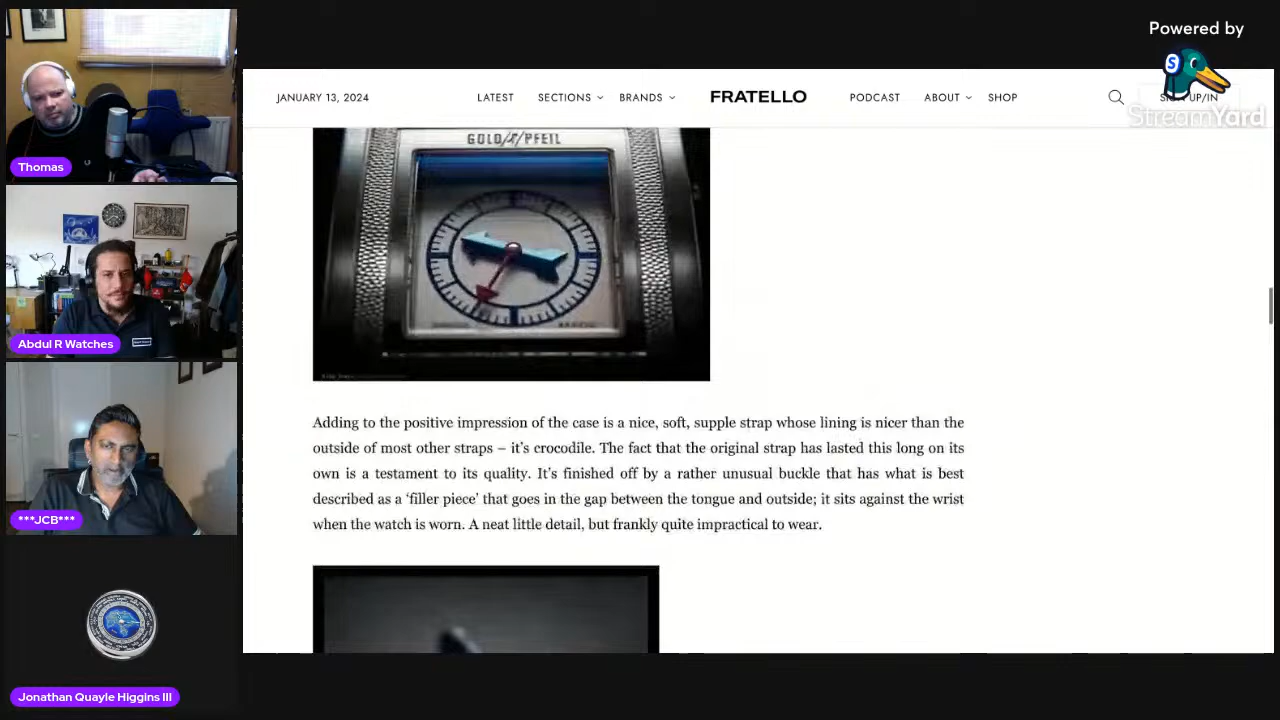 Powered by
StreamYard
JANUARY 13, 2024
LATEST
SECTIONS
BRANDS
FRATELLO
PODCAST
ABOUT
SHOP
SIGN UP/IN
GOLD PFEIL
Adding to the positive impression of the case is a nice, soft, supple strap whose lining is nicer than the
outside of most other straps – it's crocodile. The fact that the original strap has lasted this long on its
own is a testament to its quality. It's finished off by a rather unusual buckle that has what is best
described as a 'filler piece' that goes in the gap between the tongue and outside; it sits against the wrist
when the watch is worn. A neat little detail, but frankly quite impractical to wear.
Thomas
Abdul R Watches
***JCB***
Jonathan Quayle Higgins III